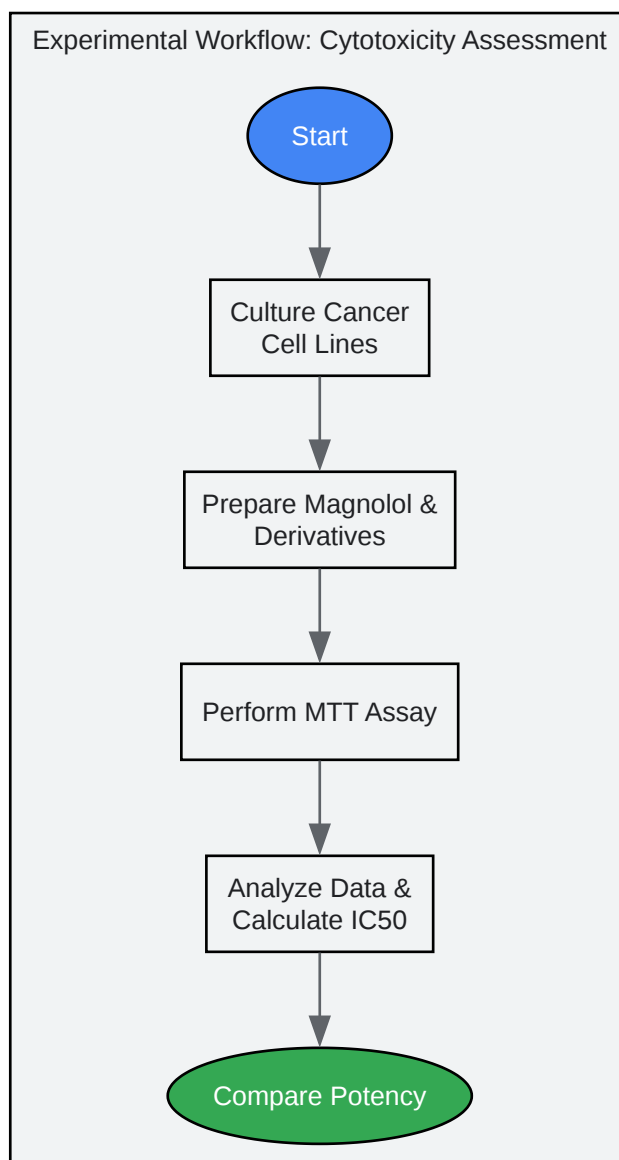 Experimental Workflow: Cytotoxicity Assessment
Start
Culture Cancer
Cell Lines
Prepare Magnolol &
Derivatives
Perform MTT Assay
Analyze Data &
Calculate IC50
Compare Potency